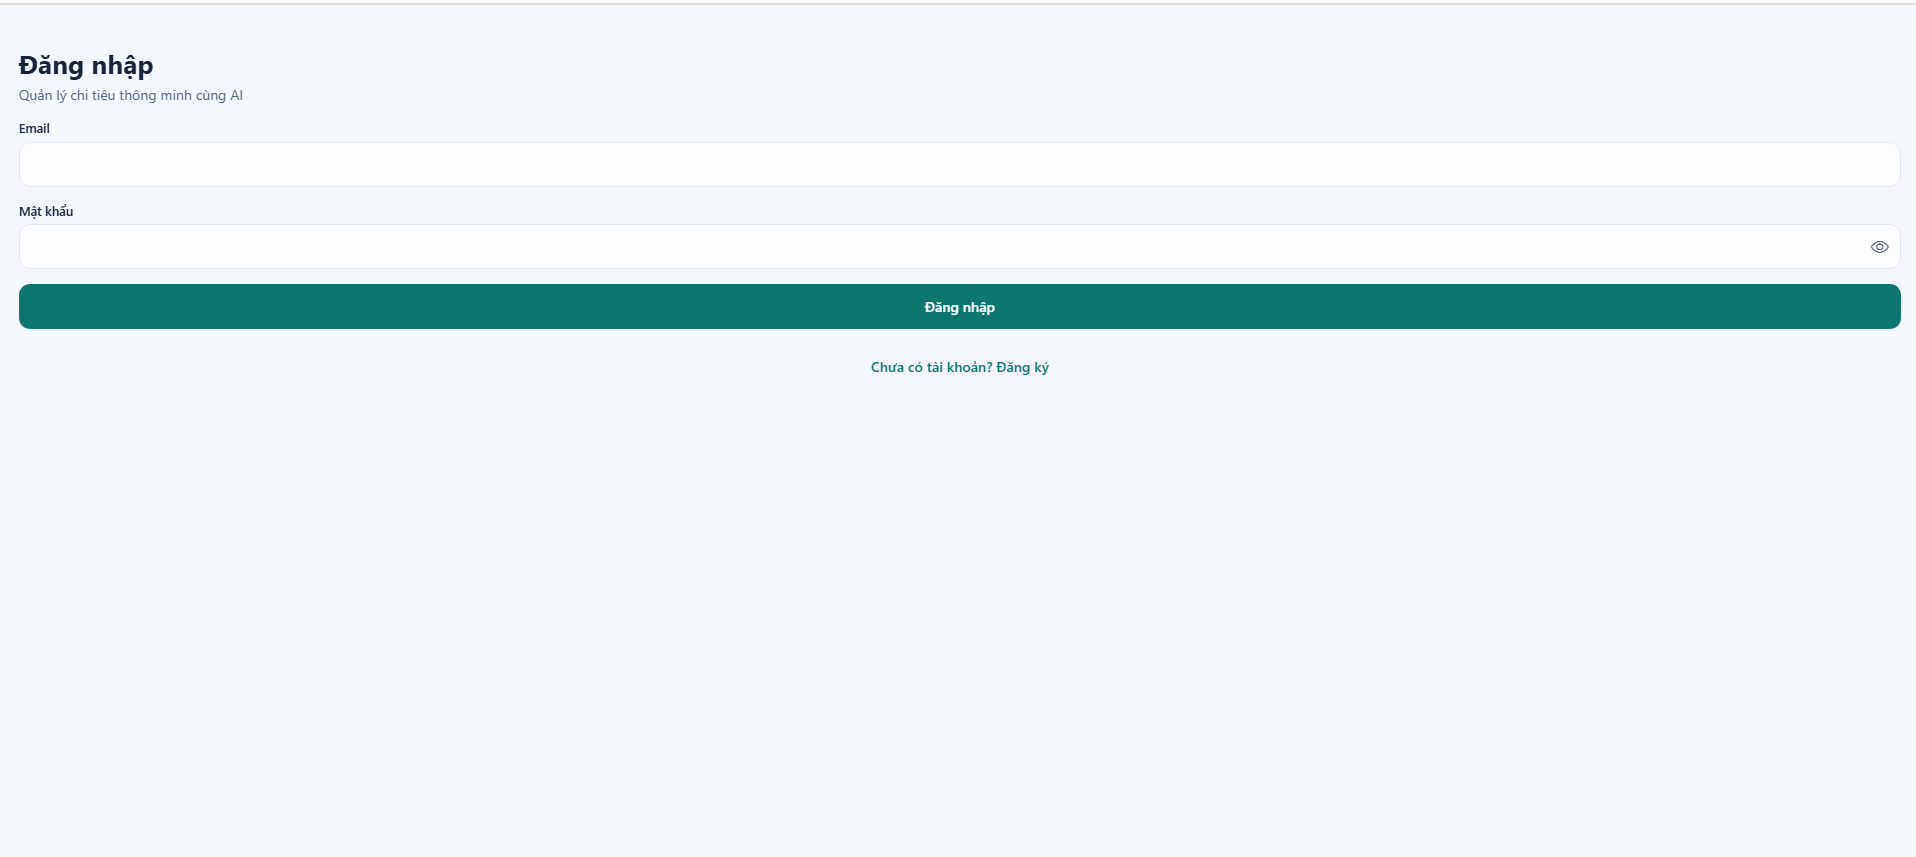 Đăng nhập
Quản lý chi tiêu thông minh cùng AI
Email
Mật khẩu
Đăng nhập
Chưa có tài khoản? Đăng ký